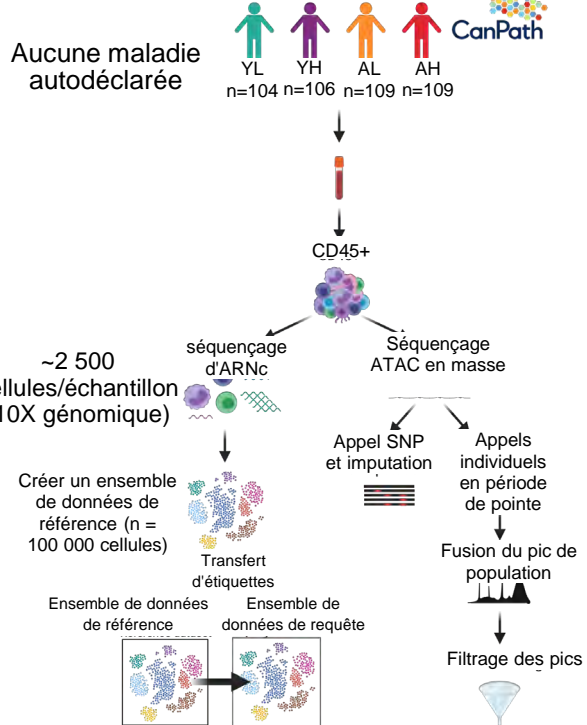 CanPath
Aucune maladie
autodéclarée
YL YH AL AH
n=104 n=106 n=109 n=109
CD45+
séquençage
d'ARNc
Séquençage
ATAC en masse
~2 500
ellules/échantillon
10X génomique)
Appel SNP
et imputation
Appels
individuels
en période
de pointe
Créer un ensemble
de données de
référence (n =
100 000 cellules)
Fusion du pic de
population
Transfert
d'étiquettes
Ensemble de données
de référence
Ensemble de
données de requête
Filtrage des pics